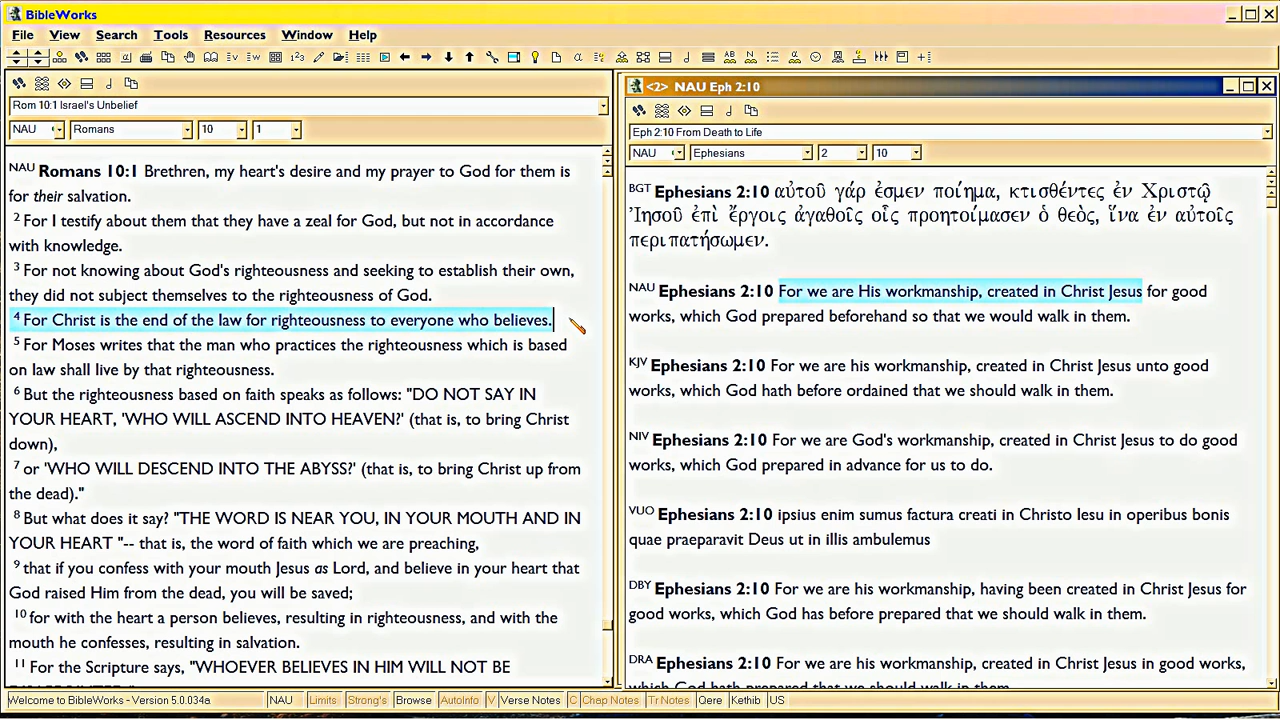 BibleWorks
File View Search Tools Resources Window Help
Rom 10:1 Israel's Unbelief
NAU Romans 10 1
NAU Romans 10:1 Brethren, my heart's desire and my prayer to God for them is
for their salvation.
2 For I testify about them that they have a zeal for God, but not in accordance
with knowledge.
3 For not knowing about God's righteousness and seeking to establish their own,
they did not subject themselves to the righteousness of God.
4 For Christ is the end of the law for righteousness to everyone who believes.
5 For Moses writes that the man who practices the righteousness which is based
on law shall live by that righteousness.
6 But the righteousness based on faith speaks as follows: "DO NOT SAY IN
YOUR HEART, 'WHO WILL ASCEND INTO HEAVEN?' (that is, to bring Christ
down),
7 or 'WHO WILL DESCEND INTO THE ABYSS?' (that is, to bring Christ up from
the dead)."
8 But what does it say? "THE WORD IS NEAR YOU, IN YOUR MOUTH AND IN
YOUR HEART "-- that is, the word of faith which we are preaching,
9 that if you confess with your mouth Jesus as Lord, and believe in your heart that
God raised Him from the dead, you will be saved;
10 for with the heart a person believes, resulting in righteousness, and with the
mouth he confesses, resulting in salvation.
11 For the Scripture says, "WHOEVER BELIEVES IN HIM WILL NOT BE
<2> NAU Eph 2:10
Eph 2:10 From Death to Life
NAU Ephesians 2 10
BGT Ephesians 2:10 αὐτοῦ γάρ ἐσμεν ποίημα, κτισθέντες ἐν Χριστῷ
Ἰησοῦ ἐπὶ ἔργοις ἀγαθοῖς οἷς προητοίμασεν ὁ θεὸς, ἵνα ἐν αὐτοῖς
περιπατήσωμεν.
NAU Ephesians 2:10 For we are His workmanship, created in Christ Jesus for good
works, which God prepared beforehand so that we would walk in them.
KJV Ephesians 2:10 For we are his workmanship, created in Christ Jesus unto good
works, which God hath before ordained that we should walk in them.
NIV Ephesians 2:10 For we are God's workmanship, created in Christ Jesus to do good
works, which God prepared in advance for us to do.
VUO Ephesians 2:10 ipsius enim sumus factura creati in Christo Iesu in operibus bonis
quae praeparavit Deus ut in illis ambulemus
DBY Ephesians 2:10 For we are his workmanship, having been created in Christ Jesus for
good works, which God has before prepared that we should walk in them.
DRA Ephesians 2:10 For we are his workmanship, created in Christ Jesus in good works,
which God hath prepared that we should walk in them.
Welcome to BibleWorks - Version 5.0.034a NAU Limits Strong's Browse AutoInfo V Verse Notes C Chap Notes Tr Notes Qere Kethib US